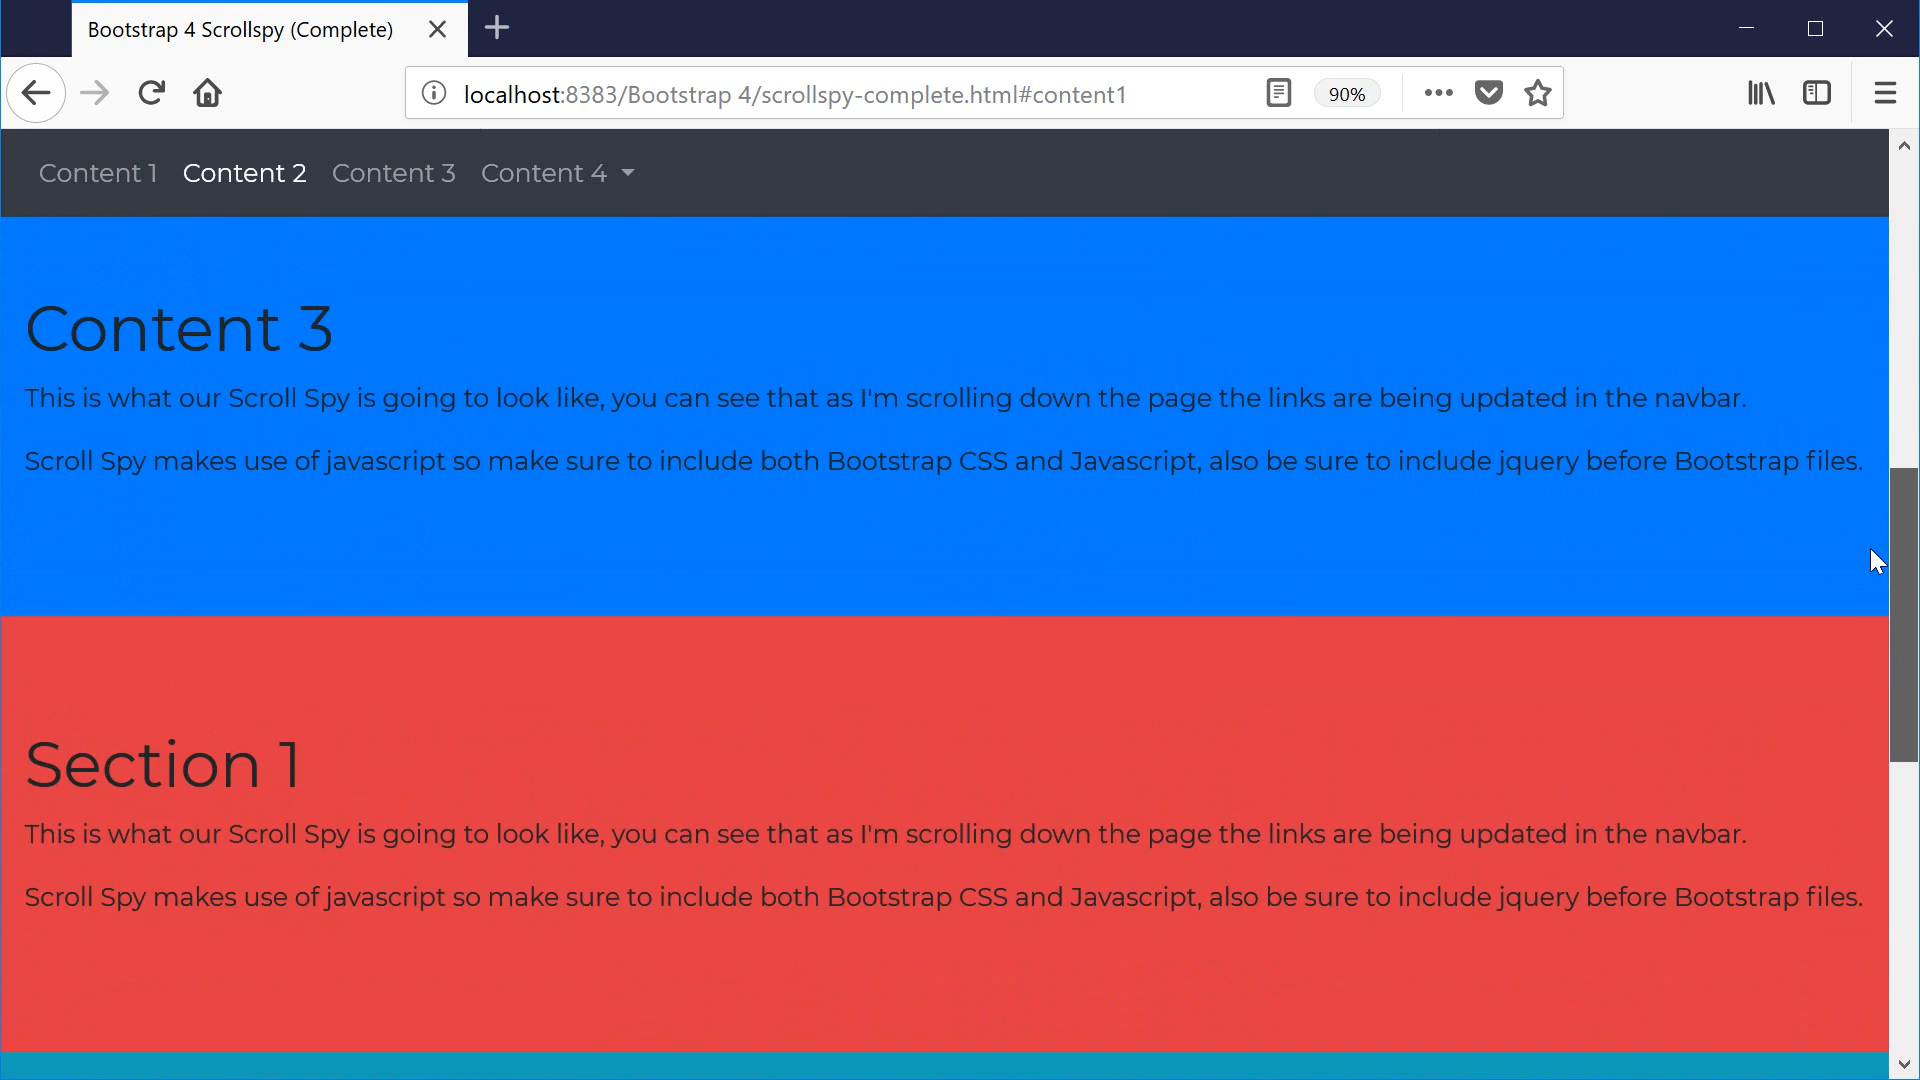 Bootstrap 4 Scrollspy (Complete)
localhost:8383/Bootstrap 4/scrollspy-complete.html#content1
90%
Content 1 Content 2 Content 3 Content 4
Content 3
This is what our Scroll Spy is going to look like, you can see that as I'm scrolling down the page the links are being updated in the navbar.
Scroll Spy makes use of javascript so make sure to include both Bootstrap CSS and Javascript, also be sure to include jquery before Bootstrap files.
Section 1
This is what our Scroll Spy is going to look like, you can see that as I'm scrolling down the page the links are being updated in the navbar.
Scroll Spy makes use of javascript so make sure to include both Bootstrap CSS and Javascript, also be sure to include jquery before Bootstrap files.